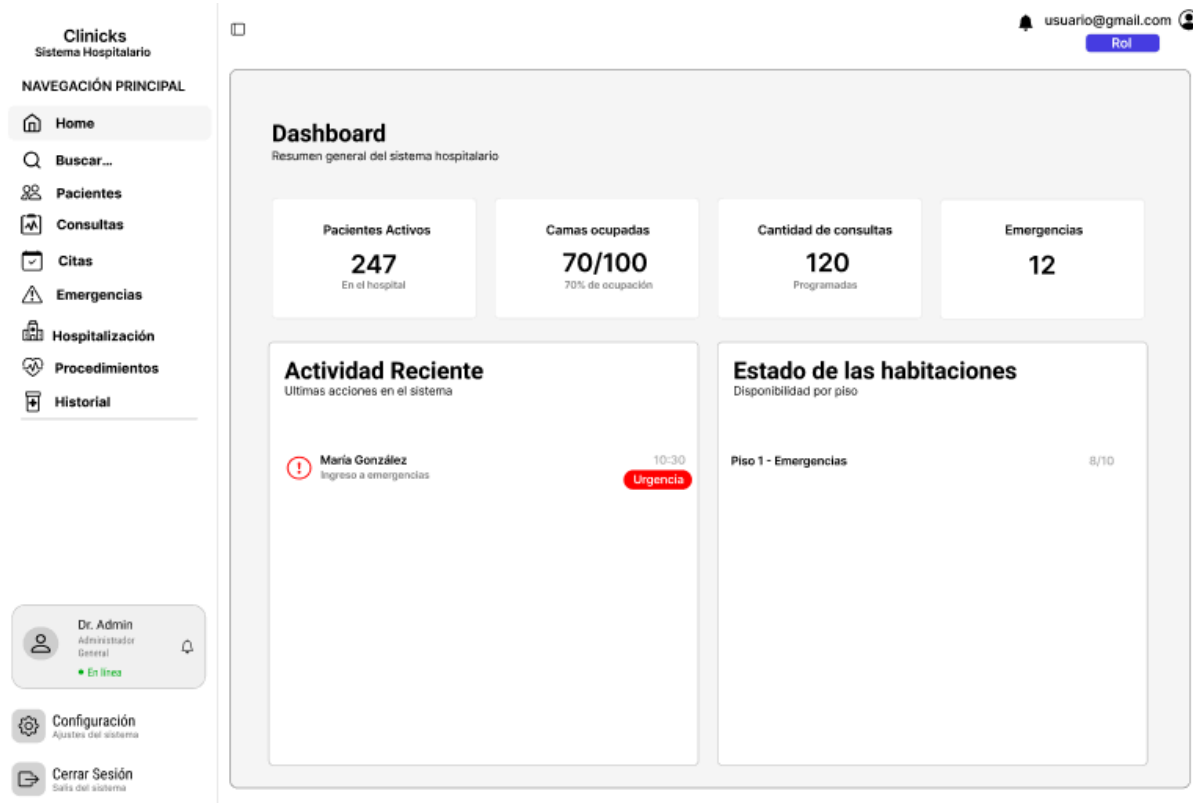 Clinicks
Sistema Hospitalario
NAVEGACIÓN PRINCIPAL
Home
Buscar...
Pacientes
Consultas
Citas
Emergencias
Hospitalización
Procedimientos
Historial
Dr. Admin
Administrador
General
En línea
Configuración
Ajustes del sistema
Cerrar Sesión
Salis del sistema
usuario@gmail.com
Rol
Dashboard
Resumen general del sistema hospitalario
Pacientes Activos
247
En el hospital
Camas ocupadas
70/100
70% de ocupación
Cantidad de consultas
120
Programadas
Emergencias
12
Actividad Reciente
Ultimas acciones en el sistema
María González
10:30
Ingreso a emergencias
Urgencia
Estado de las habitaciones
Disponibilidad por piso
Piso 1 - Emergencias
8/10